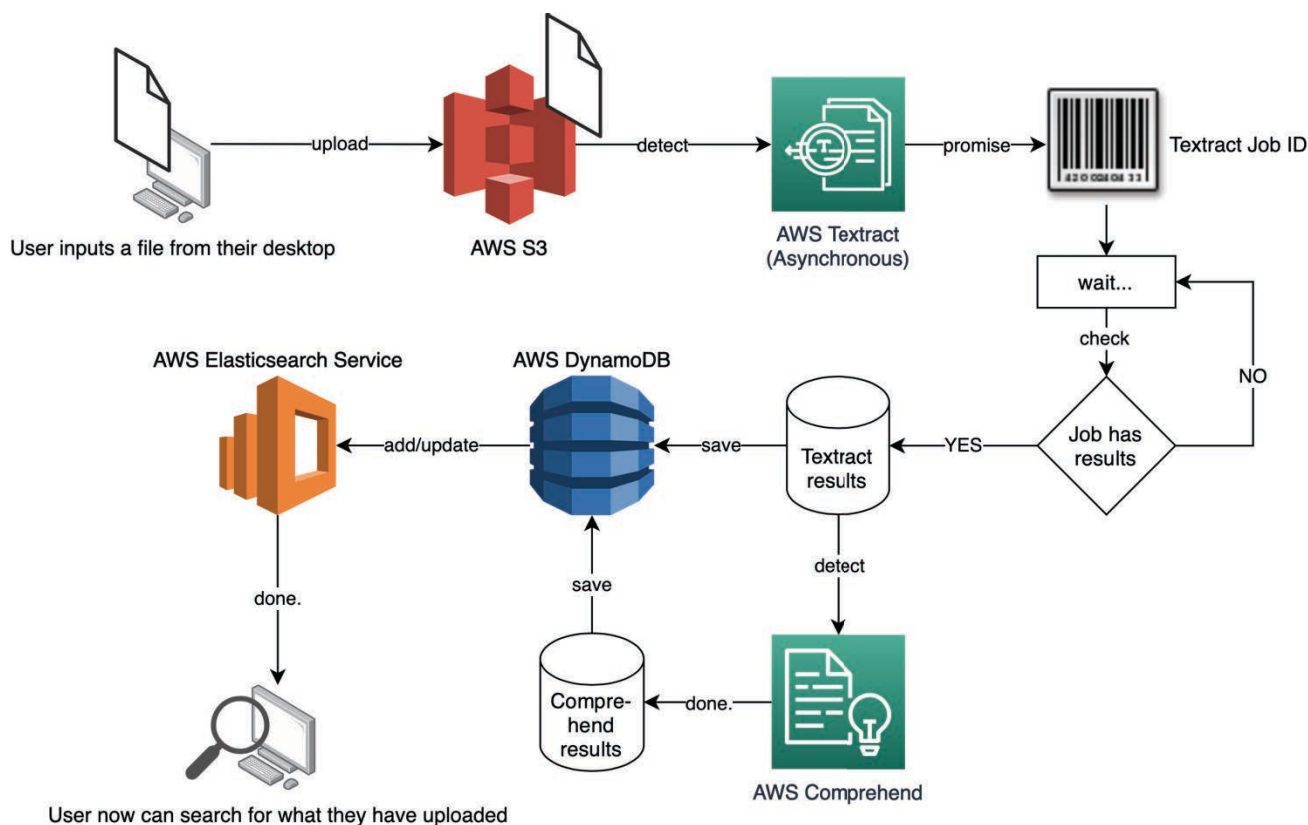 upload
detect
promise
Textract Job ID
User inputs a file from their desktop
AWS S3
AWS Textract
(Asynchronous)
wait...
check
NO
AWS Elasticsearch Service
AWS DynamoDB
add/update
save
Textract
results
YES
Job has
results
detect
save
done.
Compre-
hend
results
done.
AWS Comprehend
User now can search for what they have uploaded